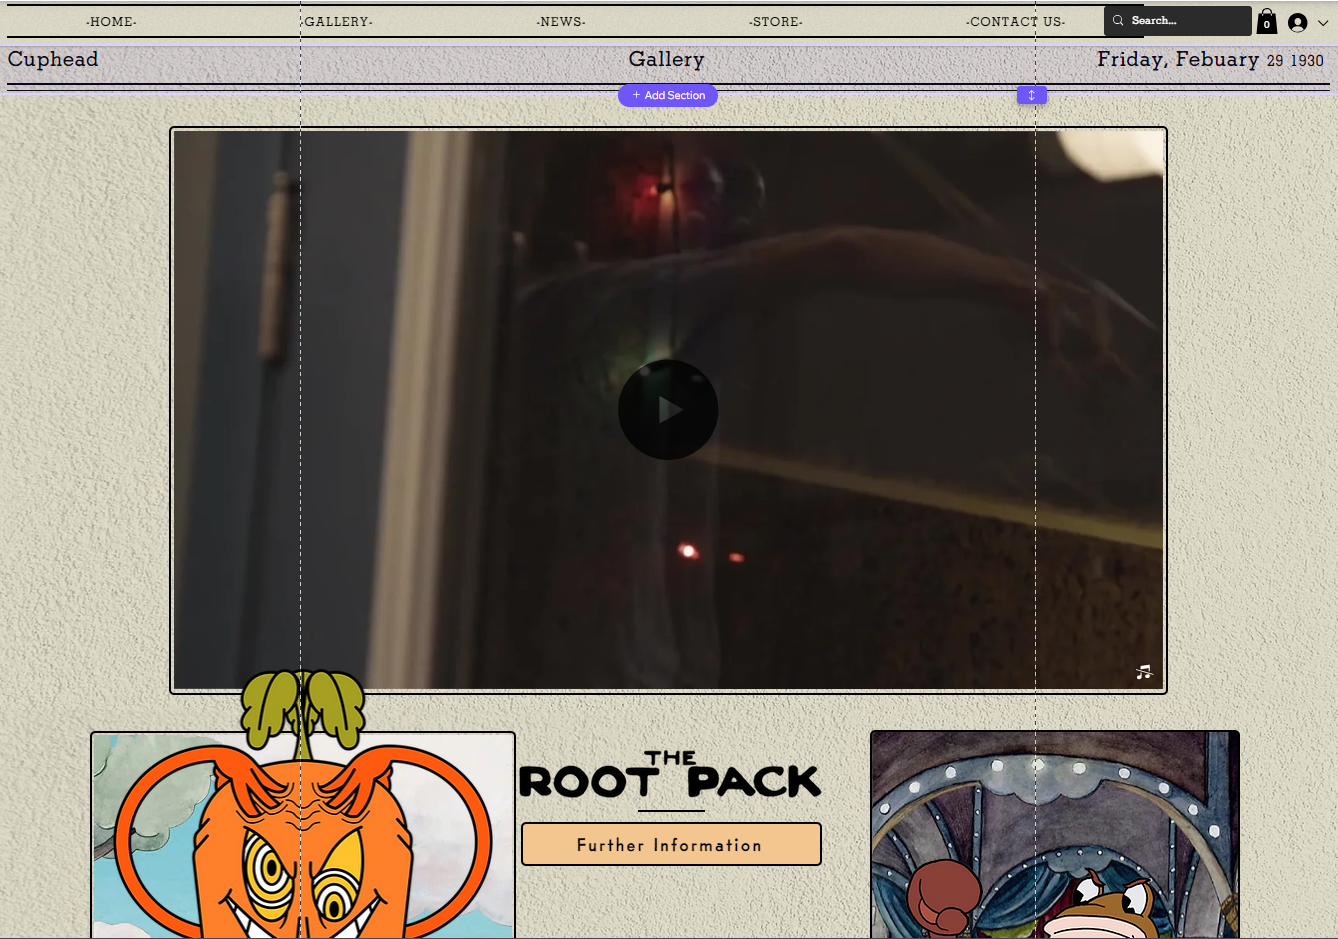 -HOME-
-GALLERY-
-NEWS-
-STORE-
-CONTACT US-
Search...
0
Cuphead
Gallery
Friday, Febuary 29 1930
+ Add Section
THE
ROOT PACK
Further Information